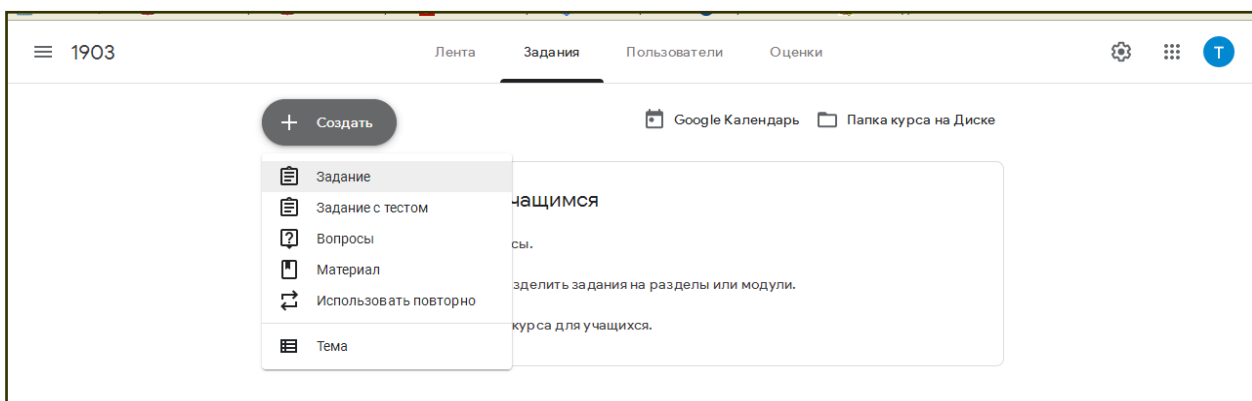 1903
Лента Задания Пользователи Оценки
T
Создать
Google Календарь Папка курса на Диске
Задание
Задание с тестом
Вопросы
Материал
Использовать повторно
Тема
чащимся
сы.
зделить задания на разделы или модули.
курса для учащихся.